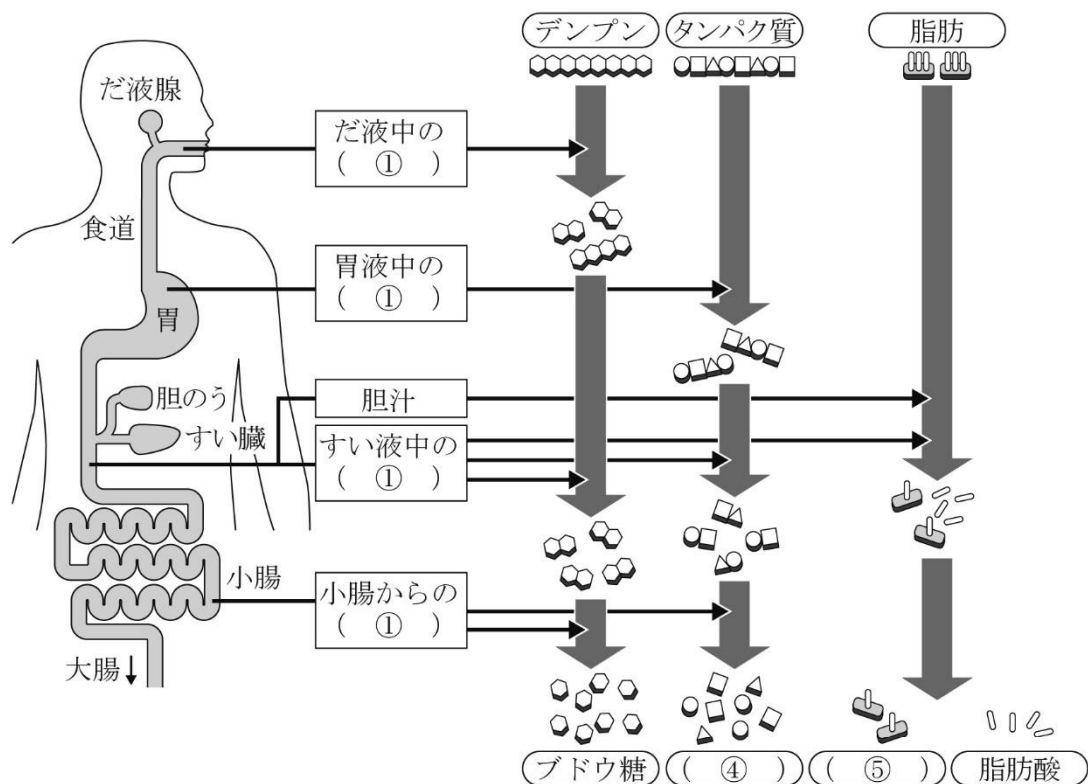 デンプン
タンパク質
脂肪
だ液腺
だ液中の
( ① )
食道
胃液中の
( ① )
胃
胆のう
胆汁
すい臓
すい液中の
( ① )
小腸
小腸からの
( ① )
大腸
ブドウ糖
( ④ )
( ⑤ )
脂肪酸